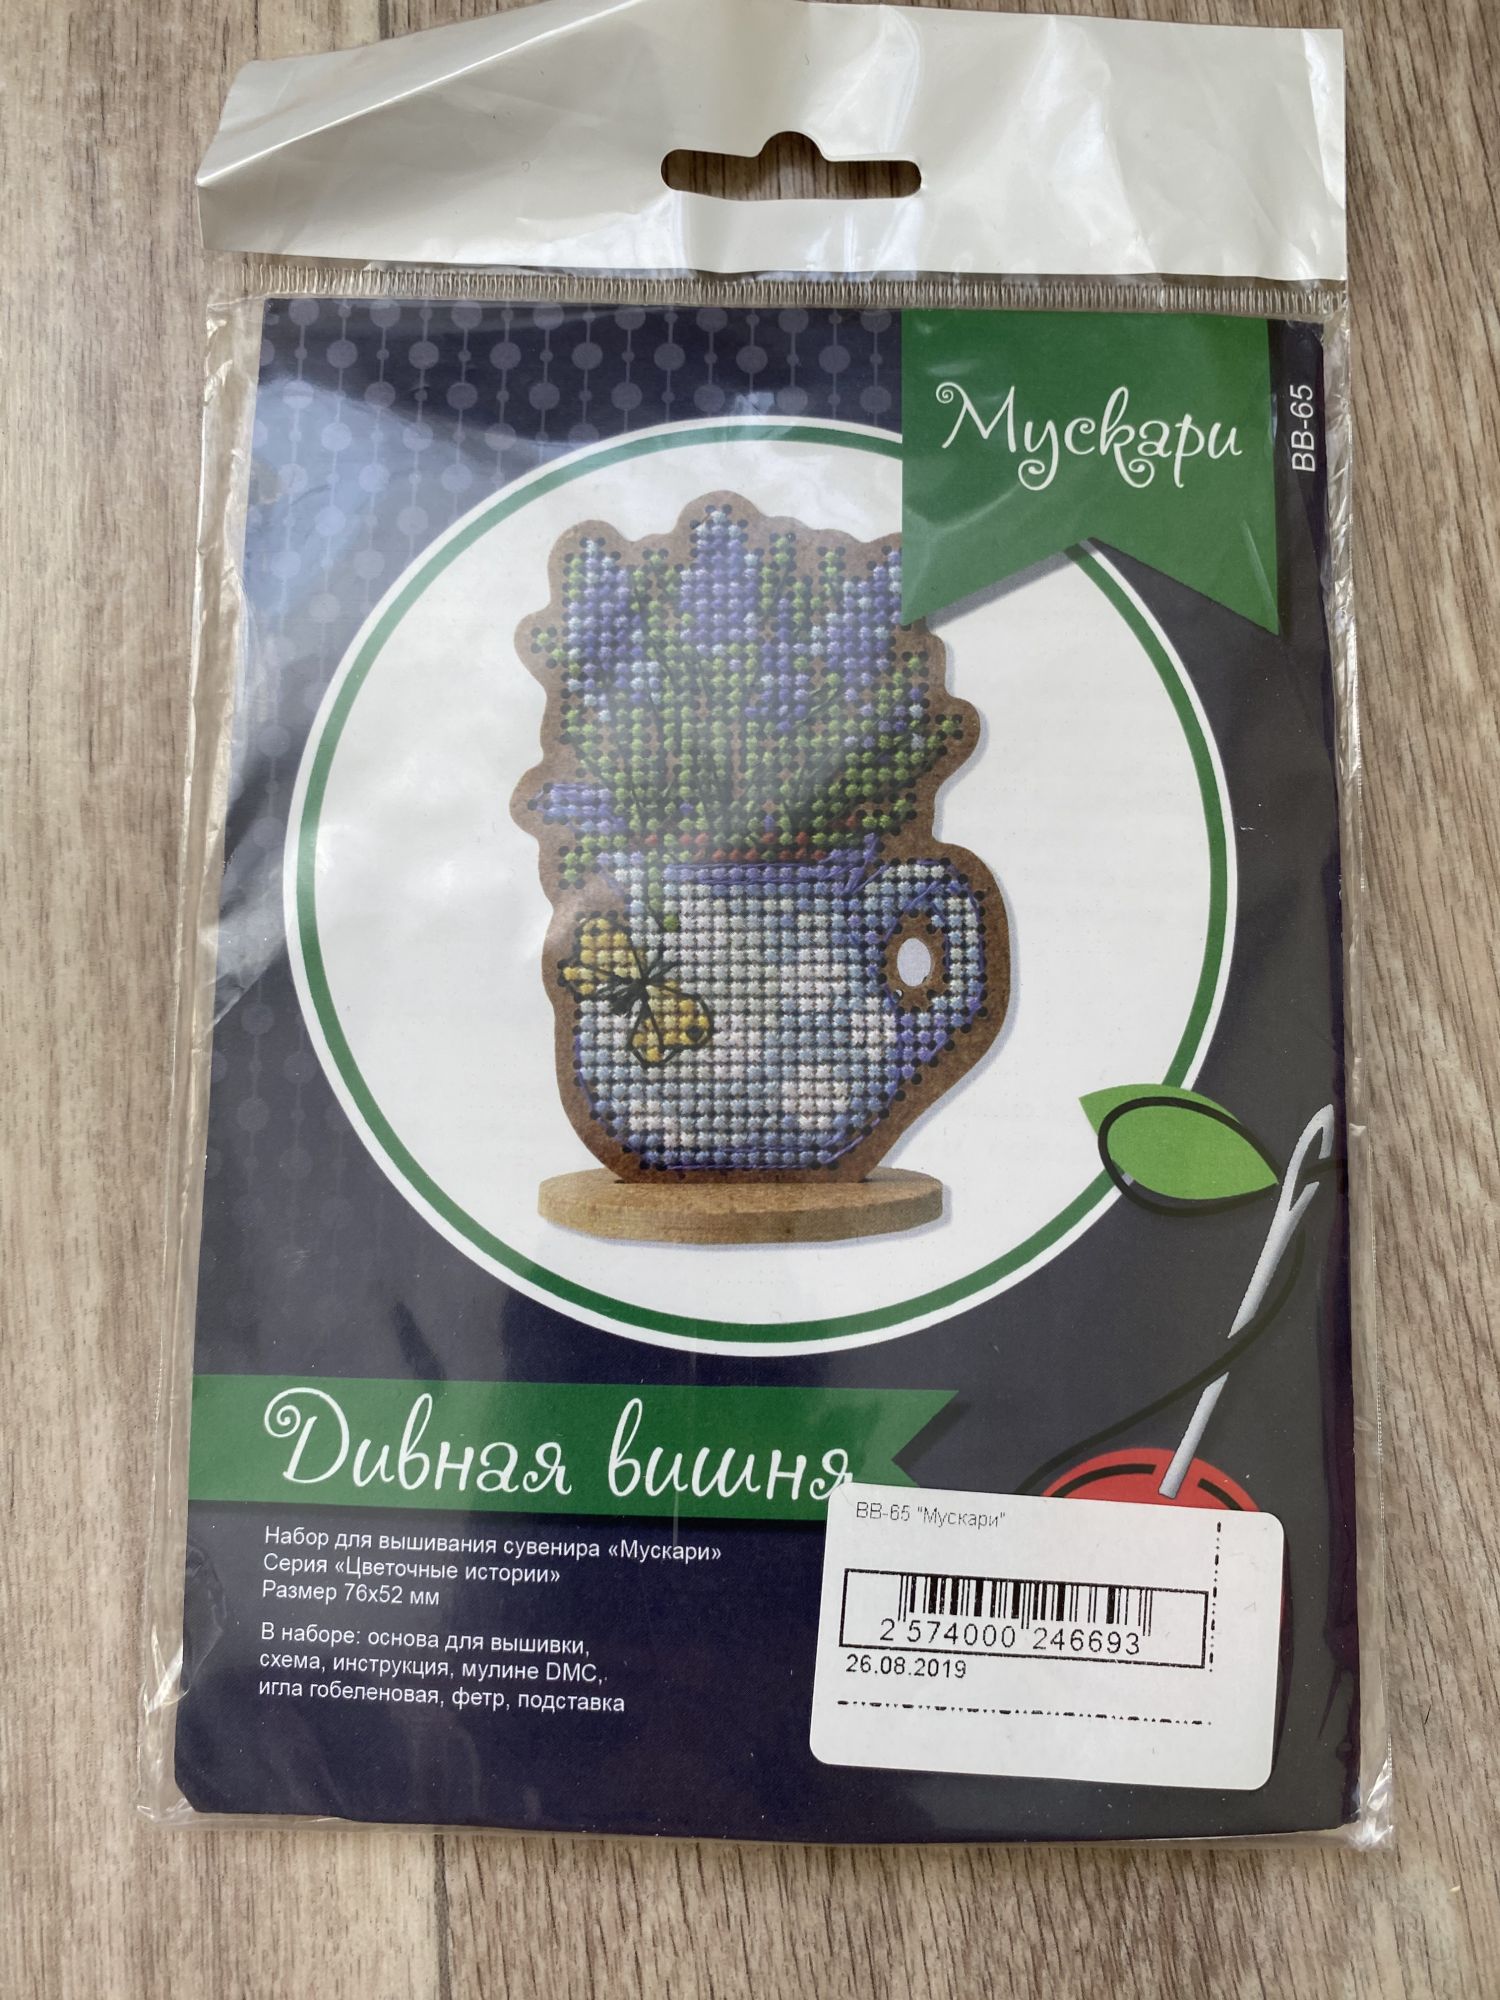 Мускари
ВВ-65
Дивная вишня
Набор для вышивания сувенира «Мускари»
Серия «Цветочные истории»
Размер 76х52 мм
В наборе: основа для вышивки,
схема, инструкция, мулине DMC,
игла гобеленовая, фетр, подставка
ВВ-65 "Мускари"
2 574000 246693
26.08.2019